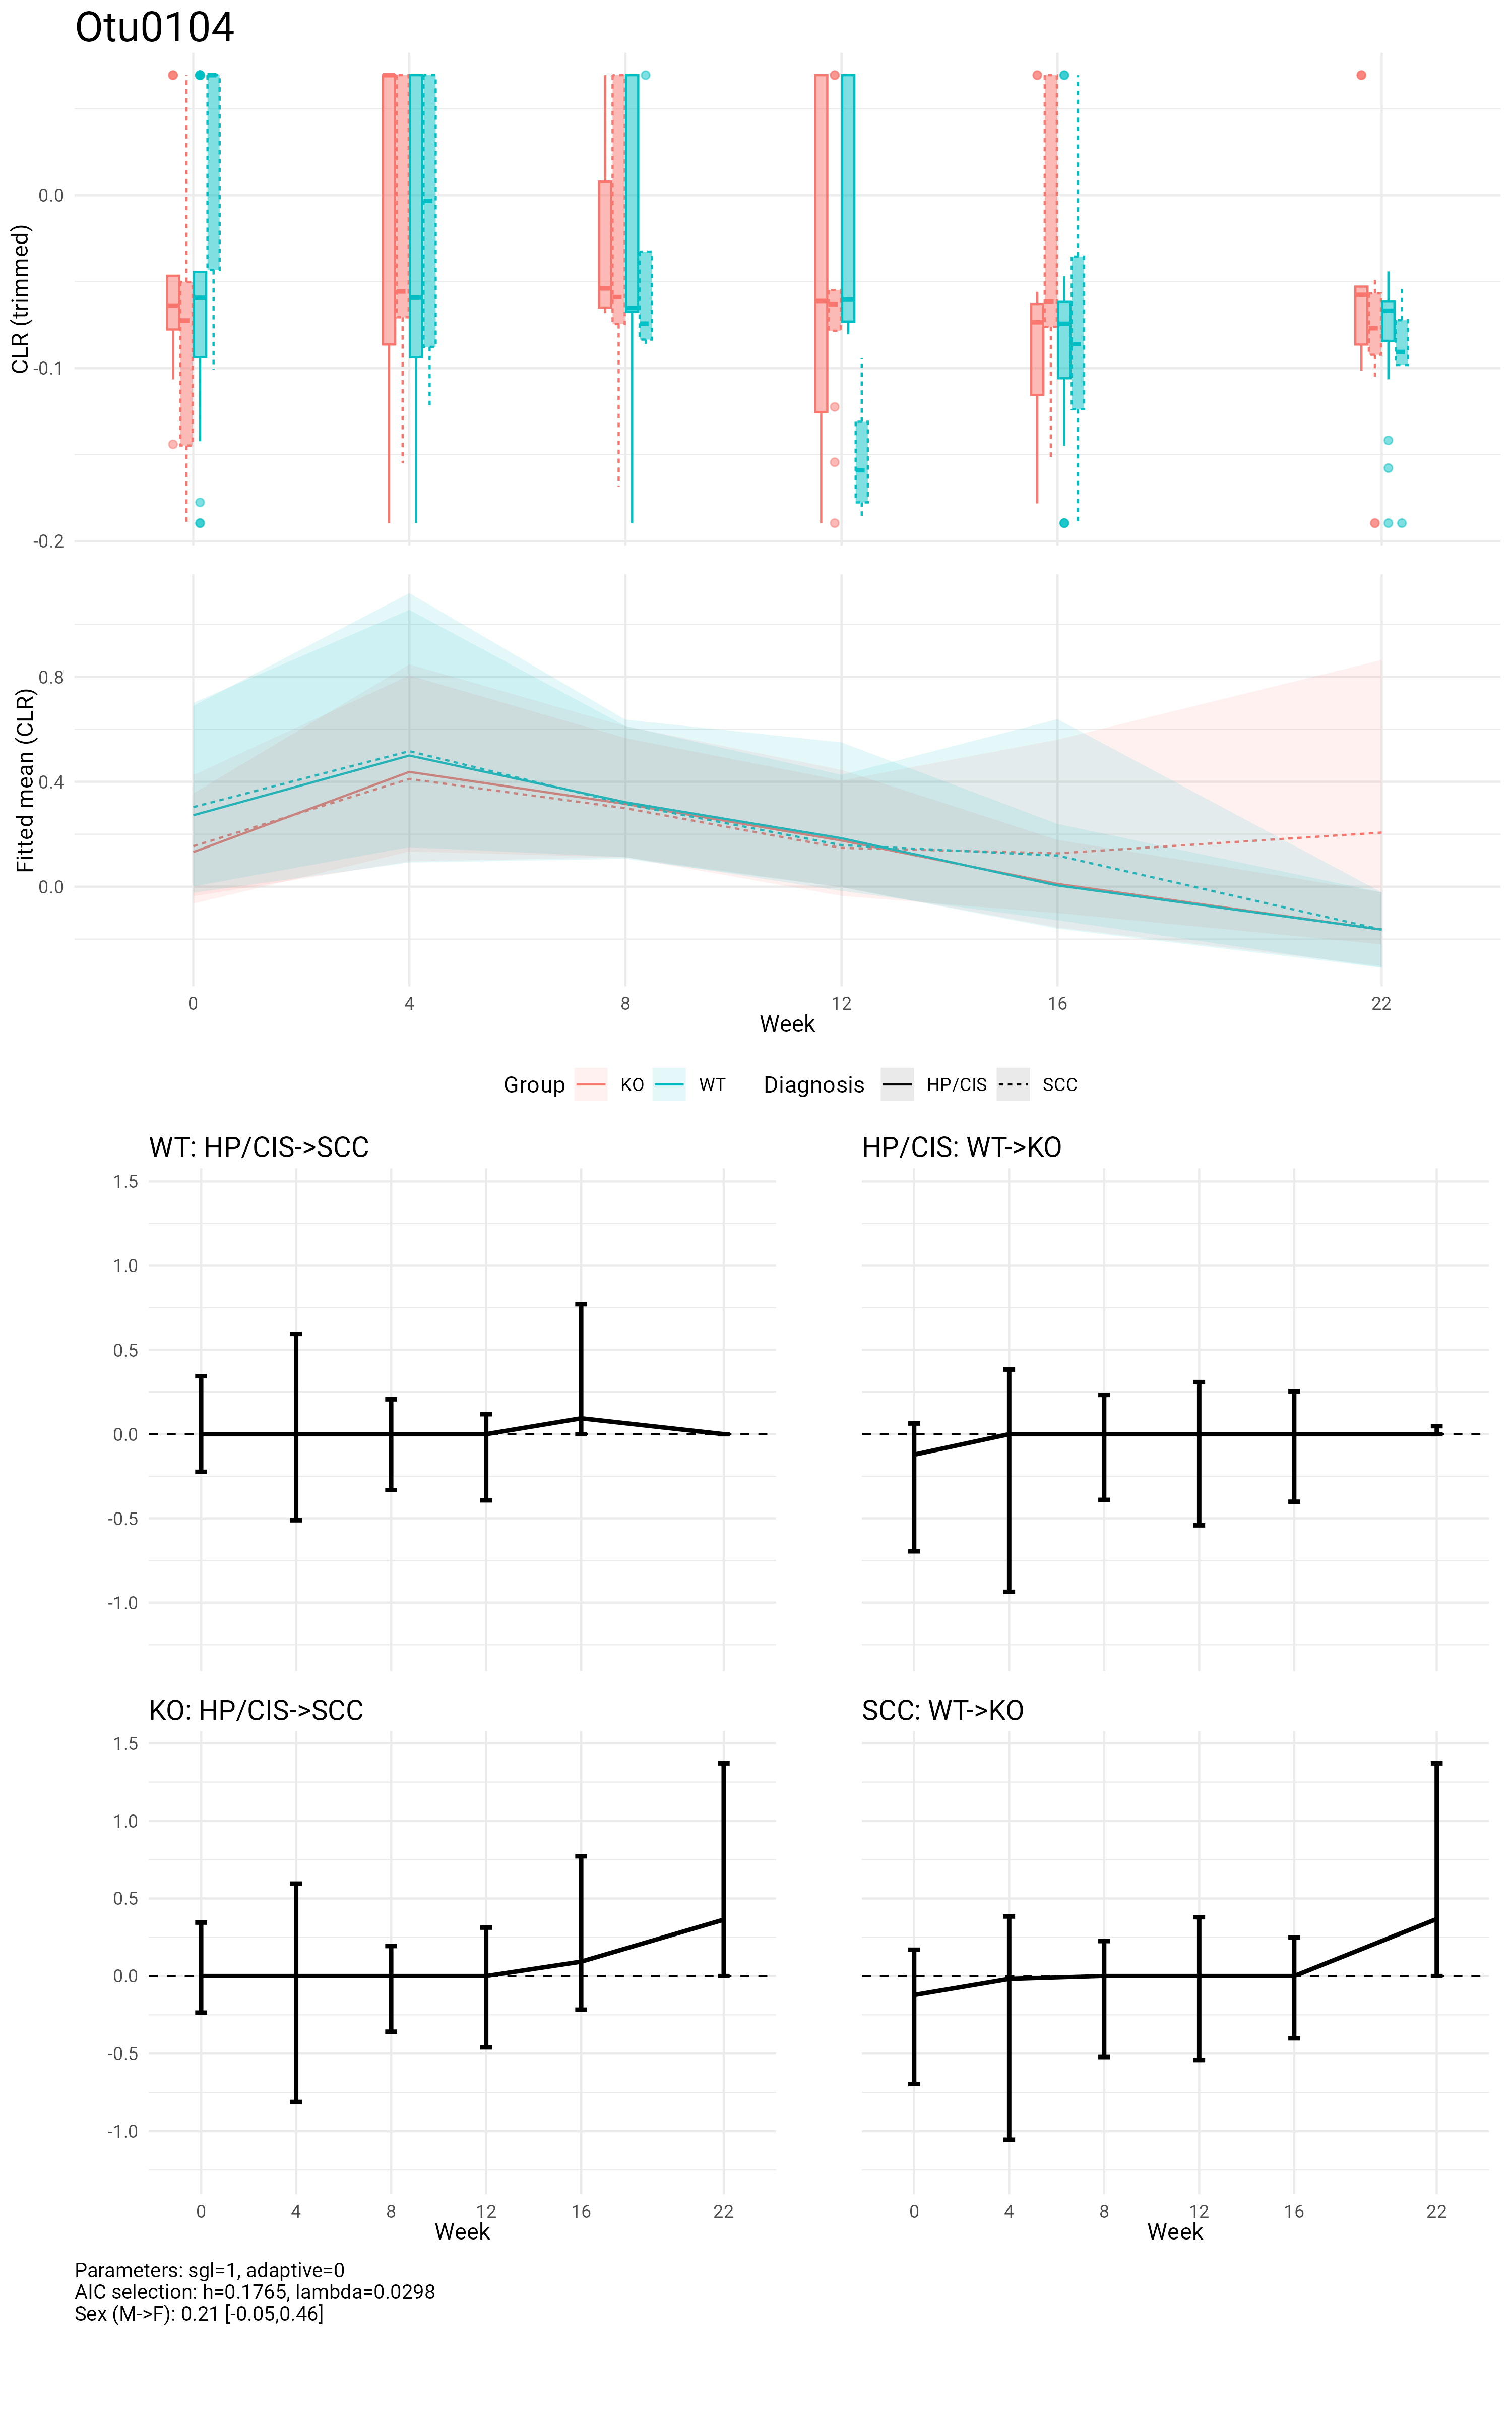 Otu0104
CLR (trimmed)
0.0
-0.1
-0.2
Fitted mean (CLR)
0.8
0.4
0.0
0 4 8 12 16 22
Week
Group KO WT Diagnosis HP/CIS SCC
WT: HP/CIS->SCC
1.5
1.0
0.5
0.0
-0.5
-1.0
HP/CIS: WT->KO
KO: HP/CIS->SCC
1.5
1.0
0.5
0.0
-0.5
-1.0
0 4 8 12 16 22
Week
SCC: WT->KO
0 4 8 12 16 22
Week
Parameters: sgl=1, adaptive=0
AIC selection: h=0.1765, lambda=0.0298
Sex (M->F): 0.21 [-0.05,0.46]